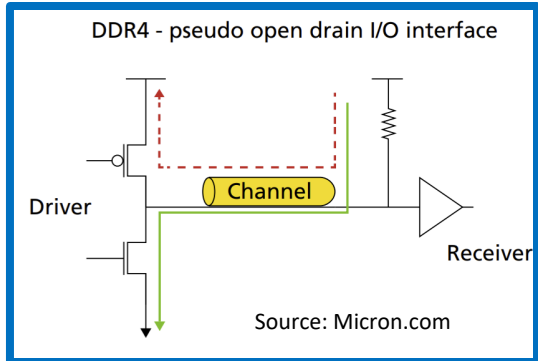 DDR4 - pseudo open drain I/O interface
Channel
Driver
Receiver
Source: Micron.com